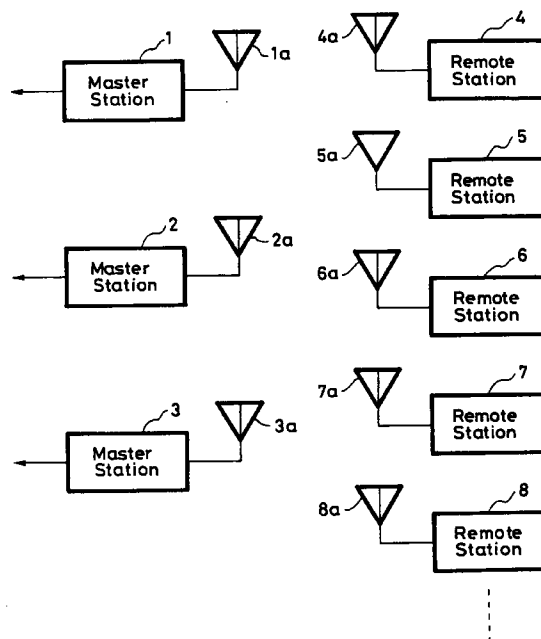 1
1a
Master
Station
2
2a
Master
Station
3
3a
Master
Station
4
4a
Remote
Station
5
5a
Remote
Station
6
6a
Remote
Station
7
7a
Remote
Station
8
8a
Remote
Station